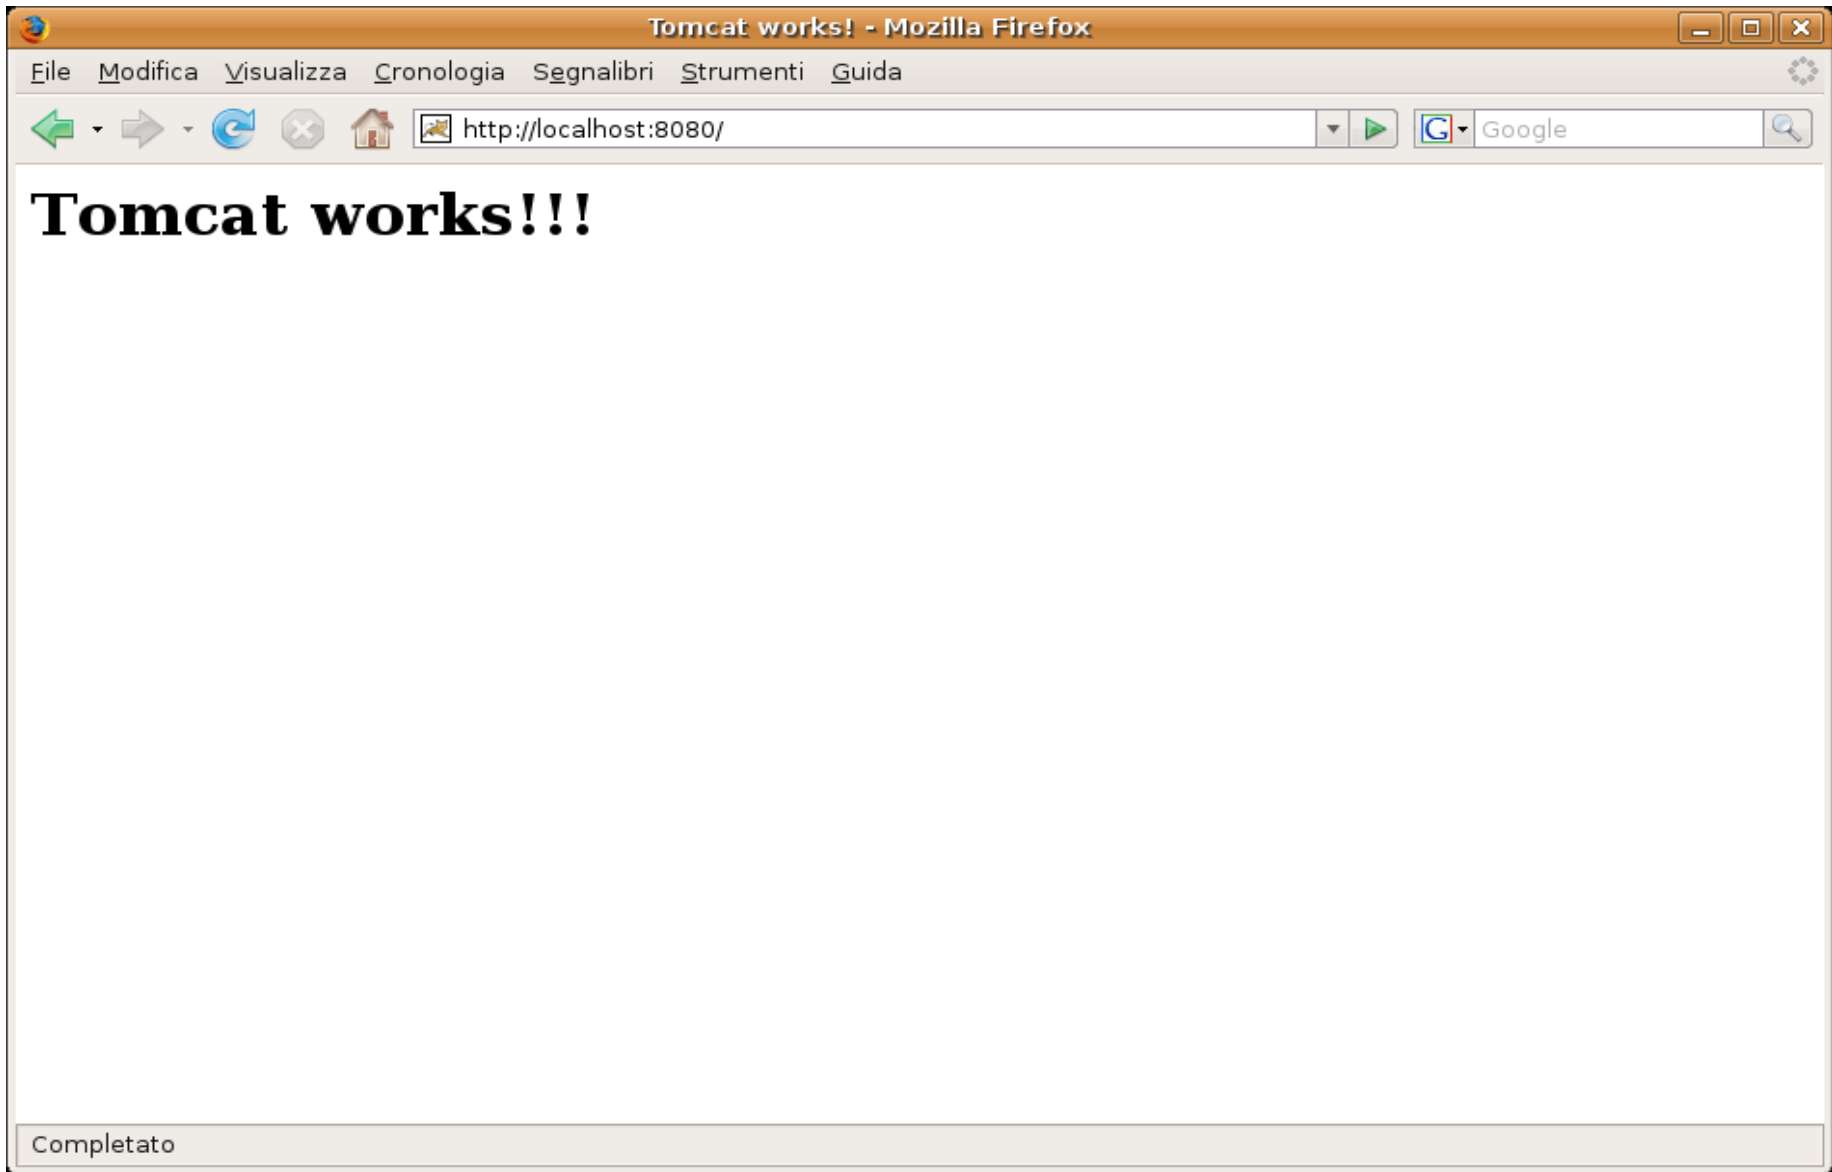 Tomcat works! - Mozilla Firefox
File Modifica Visualizza Cronologia Segnalibri Strumenti Guida
http://localhost:8080/ G Google
Tomcat works!!!
Completato